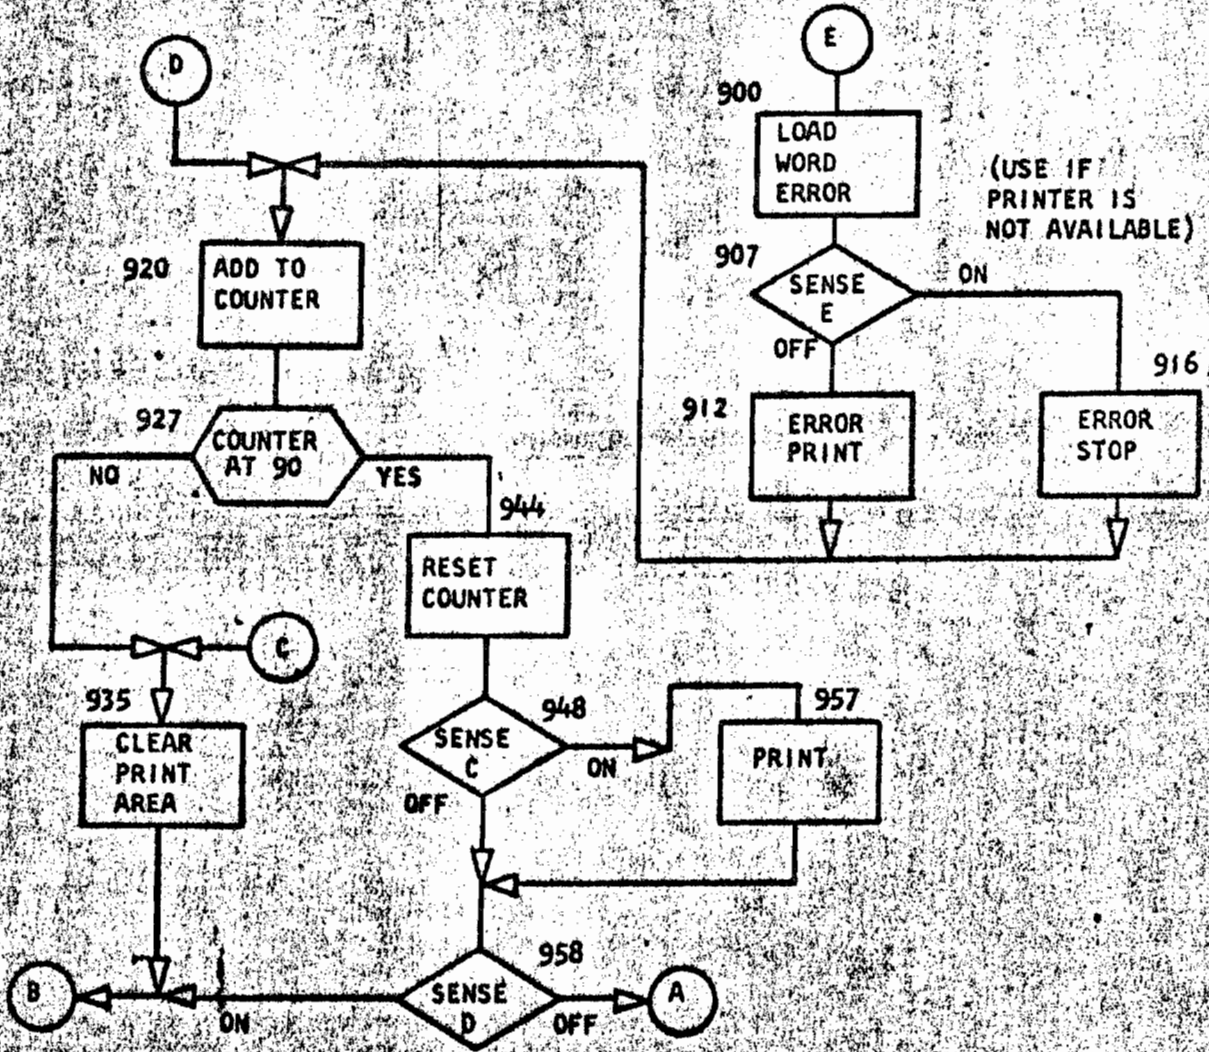 D
E
900
LOAD
WORD
ERROR
(USE IF
PRINTER IS
NOT AVAILABLE)
920
ADD TO
COUNTER
907
SENSE
E
ON
OFF
916
912
ERROR
PRINT
ERROR
STOP
927
COUNTER
AT 90
NO
YES
944
RESET
COUNTER
C
935
CLEAR
PRINT
AREA
948
SENSE
C
ON
OFF
957
PRINT
958
SENSE
D
ON
OFF
B
A